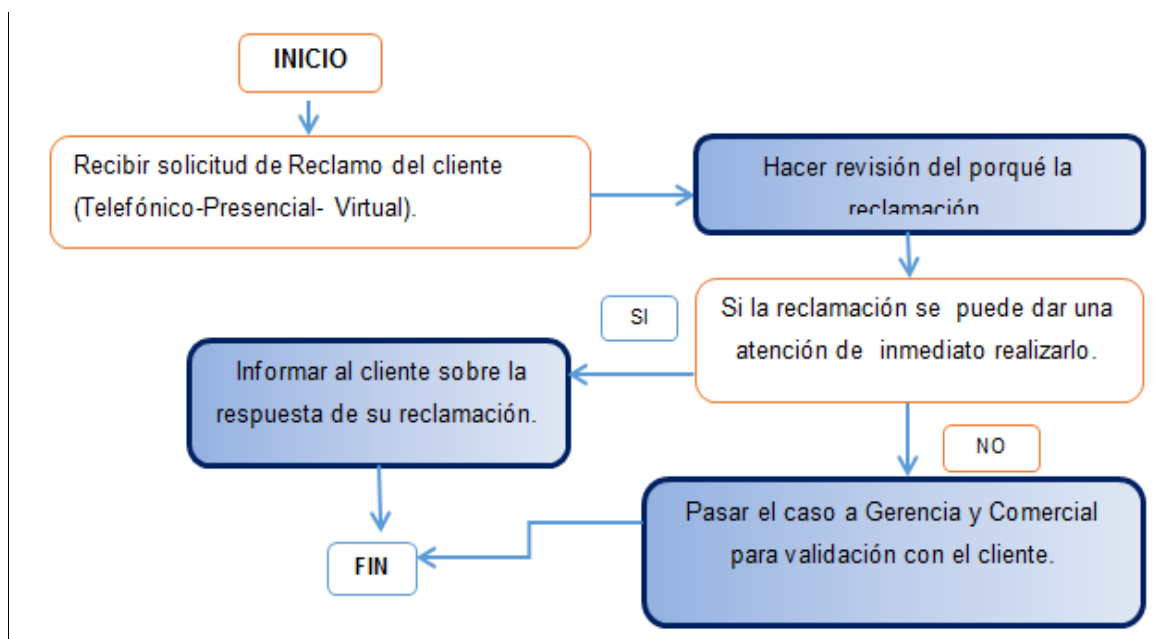 INICIO
Recibir solicitud de Reclamo del cliente
(Telefónico-Presencial- Virtual).
Hacer revisión del porqué la
reclamación
Si la reclamación se puede dar una
atención de inmediato realizarlo.
SI
Informar al cliente sobre la
respuesta de su reclamación.
NO
Pasar el caso a Gerencia y Comercial
para validación con el cliente.
FIN